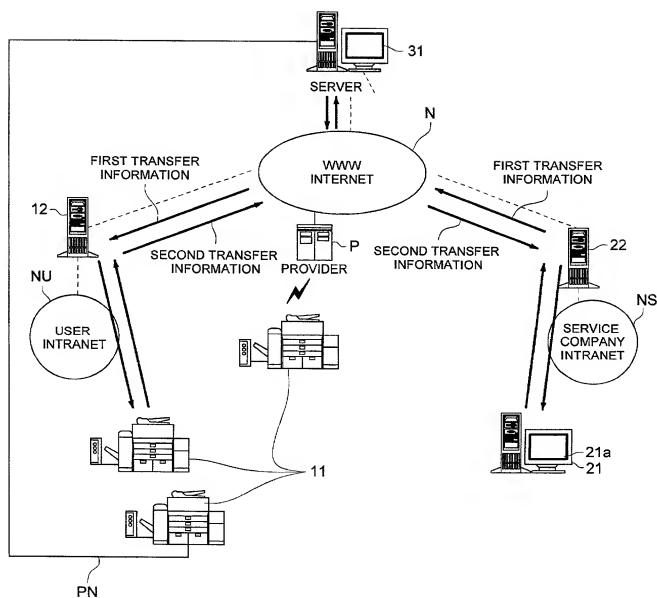 31
SERVER
N
WWW
INTERNET
FIRST TRANSFER
INFORMATION
FIRST TRANSFER
INFORMATION
12
P
PROVIDER
SECOND TRANSFER
INFORMATION
SECOND TRANSFER
INFORMATION
22
NU
USER
INTRANET
NS
SERVICE
COMPANY
INTRANET
11
21a
21
PN